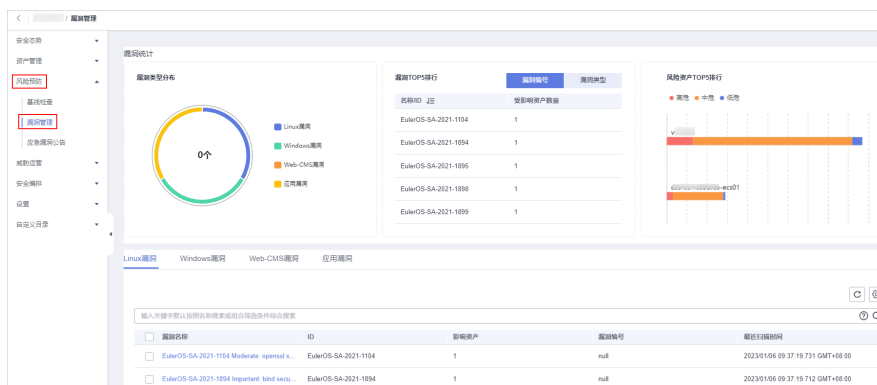 / 漏洞管理
安全态势
资产管理
风险预防
基线检查
漏洞管理
应急漏洞公告
威胁运营
安全编排
设置
自定义目录
漏洞统计
漏洞类型分布
0个
Linux漏洞
Windows漏洞
Web-CMS漏洞
应用漏洞
漏洞TOP5排行
漏洞编号 漏洞类型
名称/ID 受影响资产数量
EulerOS-SA-2021-1104 1
EulerOS-SA-2021-1894 1
EulerOS-SA-2021-1895 1
EulerOS-SA-2021-1898 1
EulerOS-SA-2021-1899 1
风险资产TOP5排行
高危 中危 低危
-ecs01
Linux漏洞 Windows漏洞 Web-CMS漏洞 应用漏洞
输入关键字默认按照名称搜索或组合筛选条件综合搜索
漏洞名称 ID 影响资产 漏洞编号 最近扫描时间
EulerOS-SA-2021-1104 Moderate: openssl s... EulerOS-SA-2021-1104 1 null 2023/01/06 09:37:19.731 GMT+08:00
EulerOS-SA-2021-1894 Important: bind secu... EulerOS-SA-2021-1894 1 null 2023/01/06 09:37:19.712 GMT+08:00